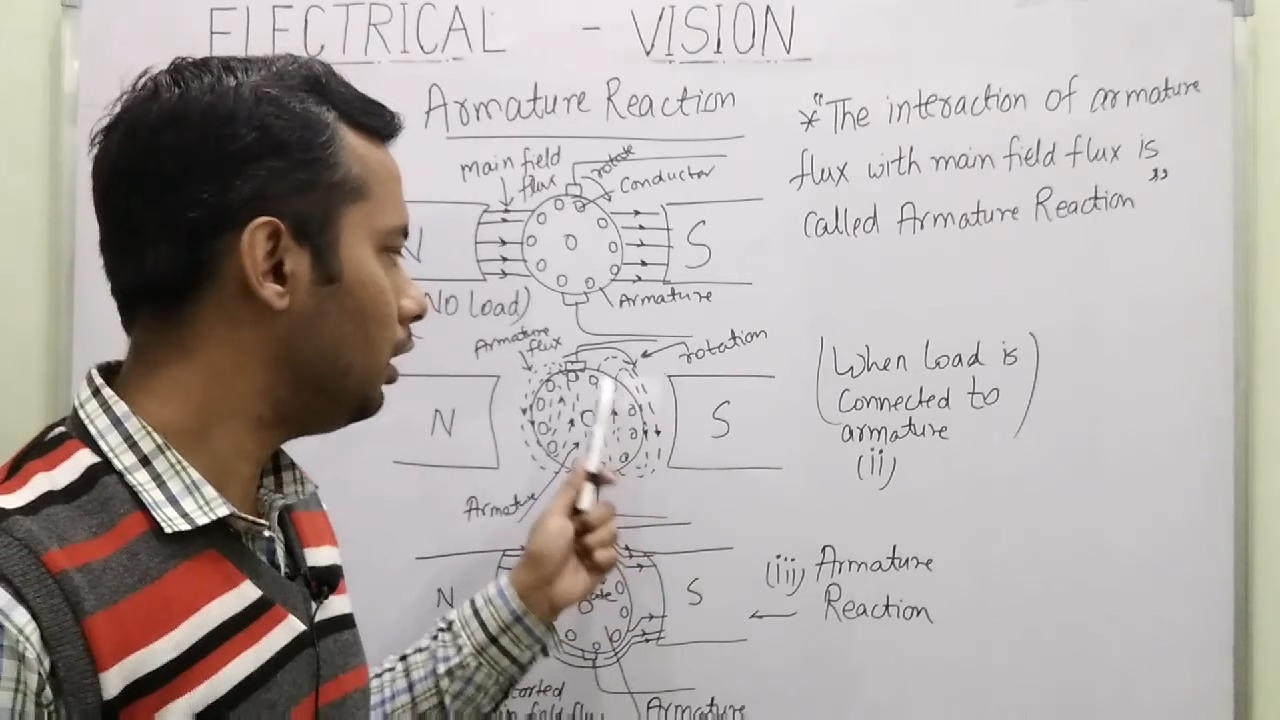 ELECTRICAL - VISION
Armature Reaction
main field
flux
rotate
Conductor
N
S
NO load)
Armature
*"The interaction of armature
flux with main field flux is
called Armature Reaction"
Armature
flux
rotation
N
S
Armature
(When load is
connected to
armature)
(ii)
N
S
(iii) Armature
Reaction
Armature